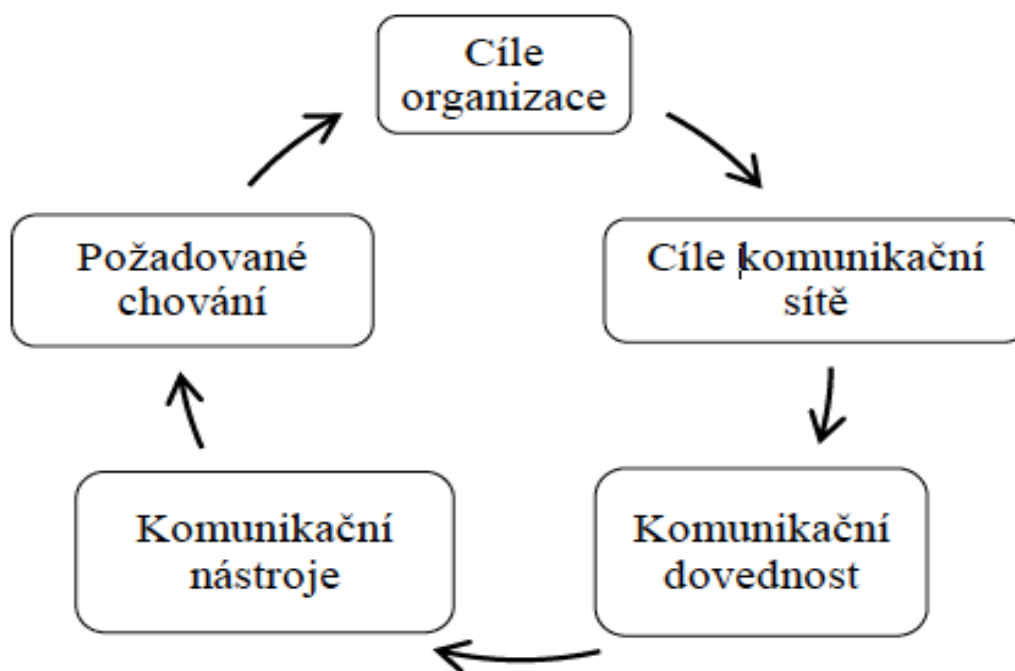 Cíle
organizace
Požadované
chování
Cíle komunikační
sítě
Komunikační
nástroje
Komunikační
dovednost